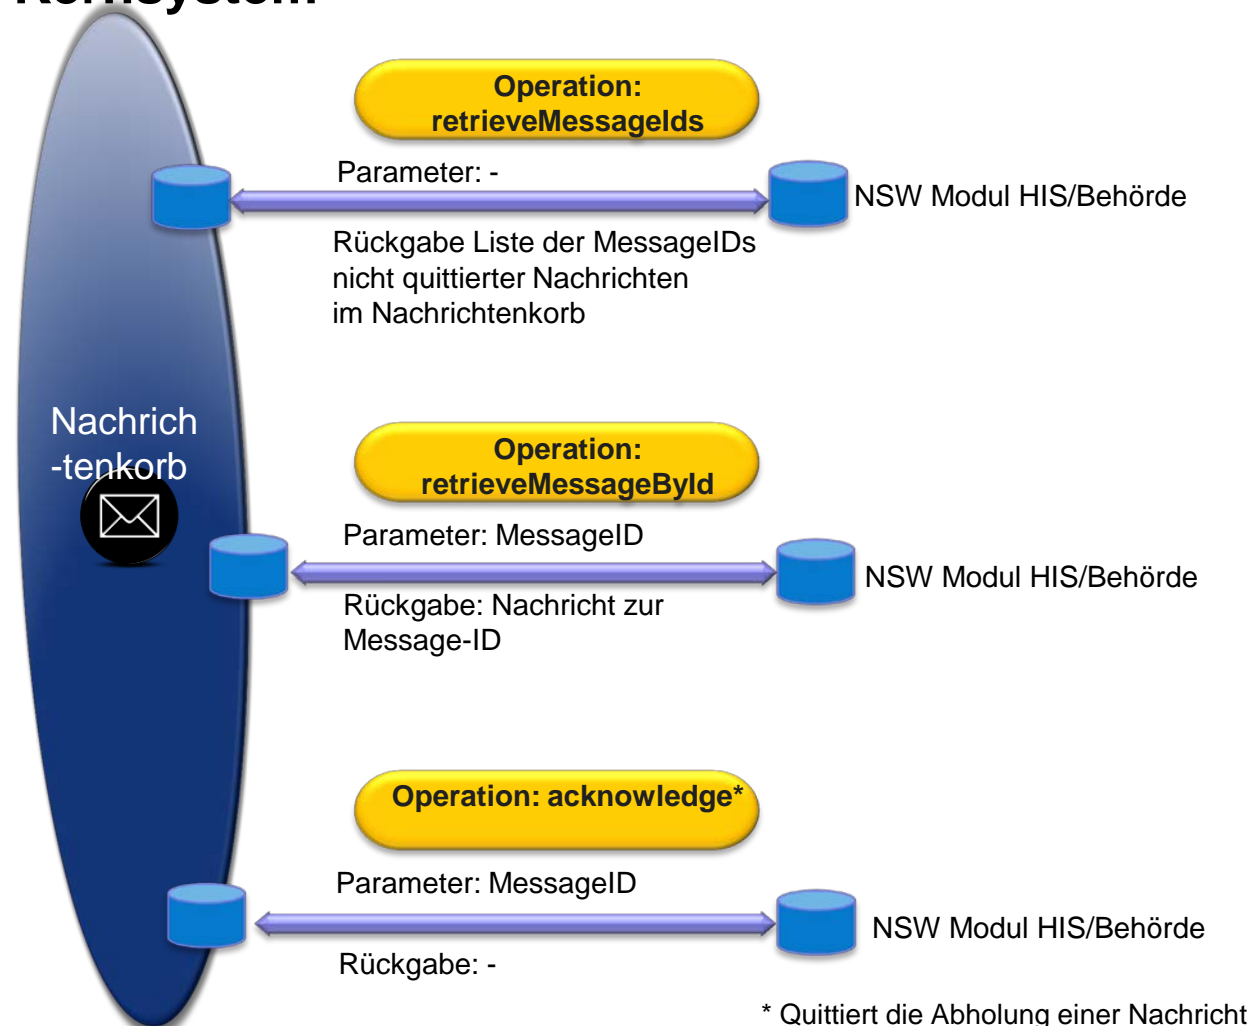 Kernsystem
Operation:
retrieveMessageIds
Parameter: -
NSW Modul HIS/Behörde
Rückgabe Liste der MessageIDs
nicht quittierter Nachrichten
im Nachrichtenkorb
Nachrich
-tenkorb
Operation:
retrieveMessageById
Parameter: MessageID
NSW Modul HIS/Behörde
Rückgabe: Nachricht zur
Message-ID
Operation: acknowledge*
Parameter: MessageID
NSW Modul HIS/Behörde
Rückgabe: -
* Quittiert die Abholung einer Nachricht